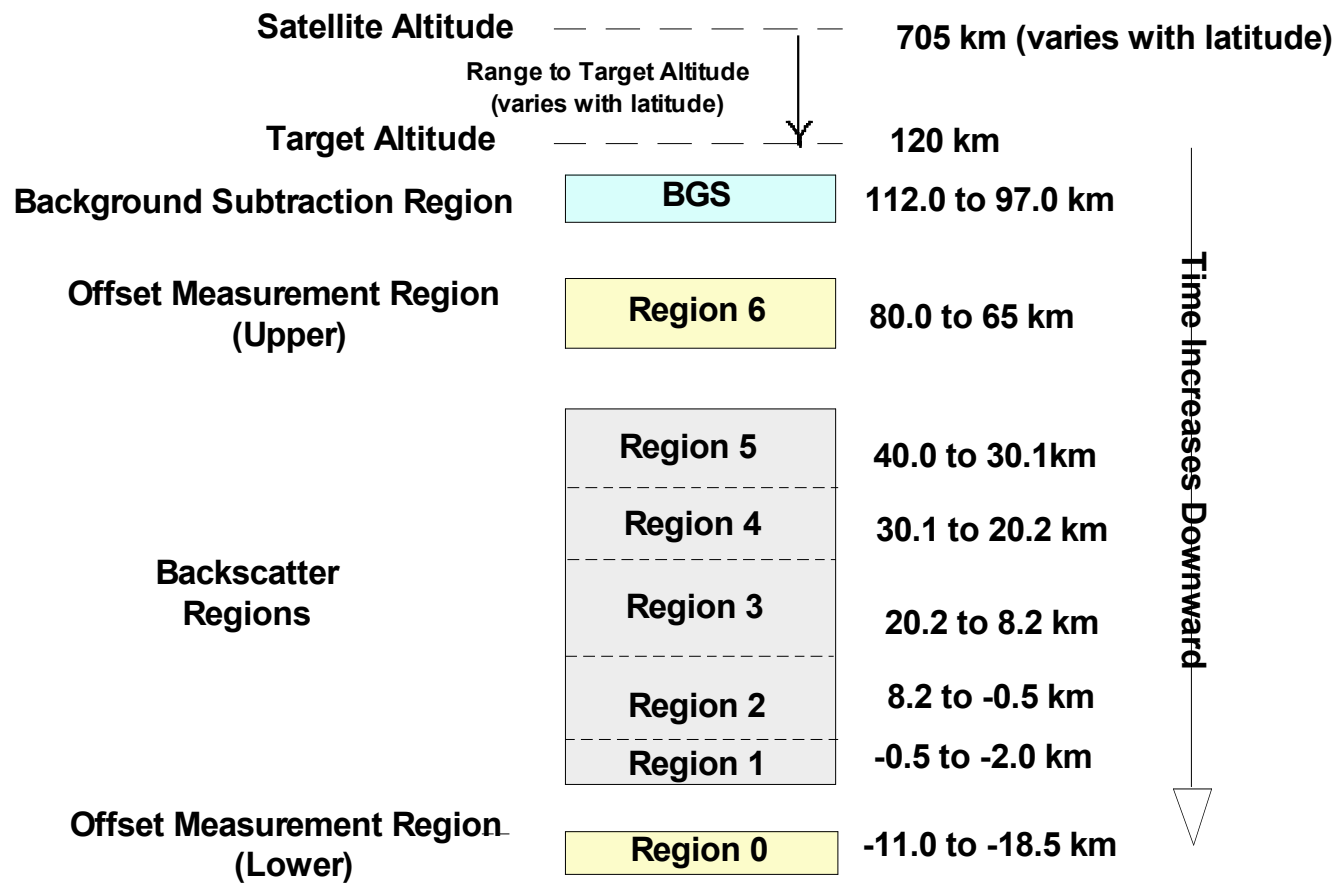 Satellite Altitude
705 km (varies with latitude)
Range to Target Altitude
(varies with latitude)
Target Altitude
120 km
Background Subtraction Region
BGS
112.0 to 97.0 km
Offset Measurement Region
(Upper)
Region 6
80.0 to 65 km
Region 5
40.0 to 30.1km
Region 4
30.1 to 20.2 km
Backscatter
Regions
Region 3
20.2 to 8.2 km
Region 2
8.2 to -0.5 km
Region 1
-0.5 to -2.0 km
Offset Measurement Region
(Lower)
Region 0
-11.0 to -18.5 km
Time Increases Downward